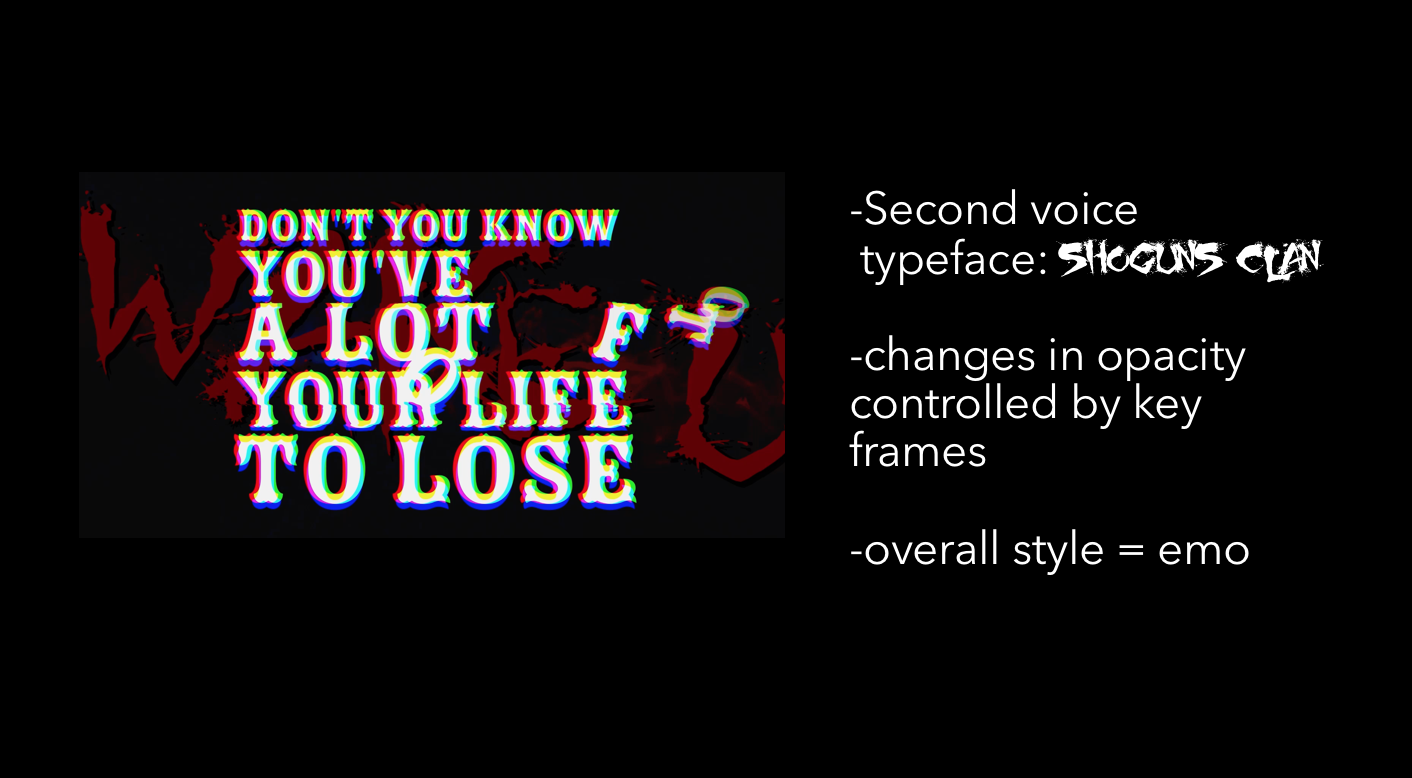 DON'T YOU KNOW
YOU'VE
A LOT OF
YOUR LIFE
TO LOSE
-Second voice
typeface: SHOGUNS CLAN
-changes in opacity
controlled by key
frames
-overall style = emo